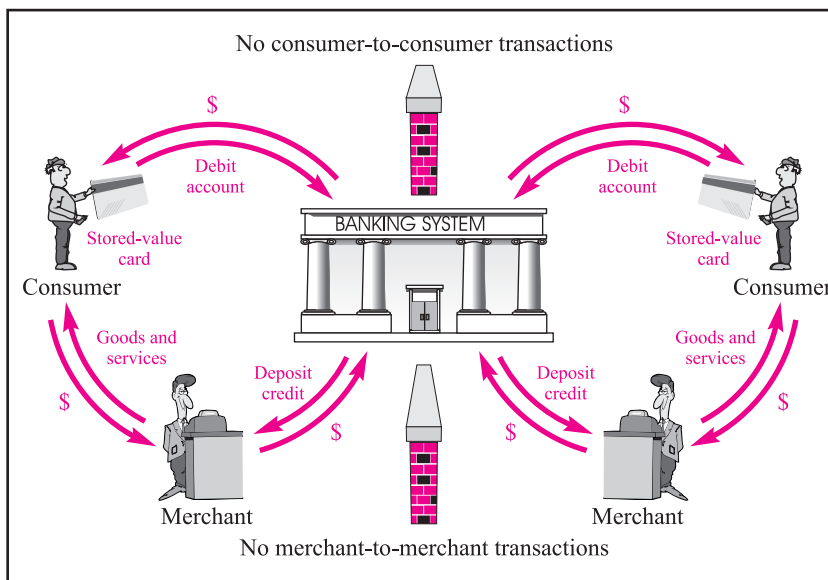 No consumer-to-consumer transactions
$
$
Debit
account
Debit
account
BANKING SYSTEM
Stored-value
card
Stored-value
card
Consumer
Consumer
Goods and
services
Goods and
services
Deposit
credit
Deposit
credit
$
$
$
$
Merchant
Merchant
No merchant-to-merchant transactions